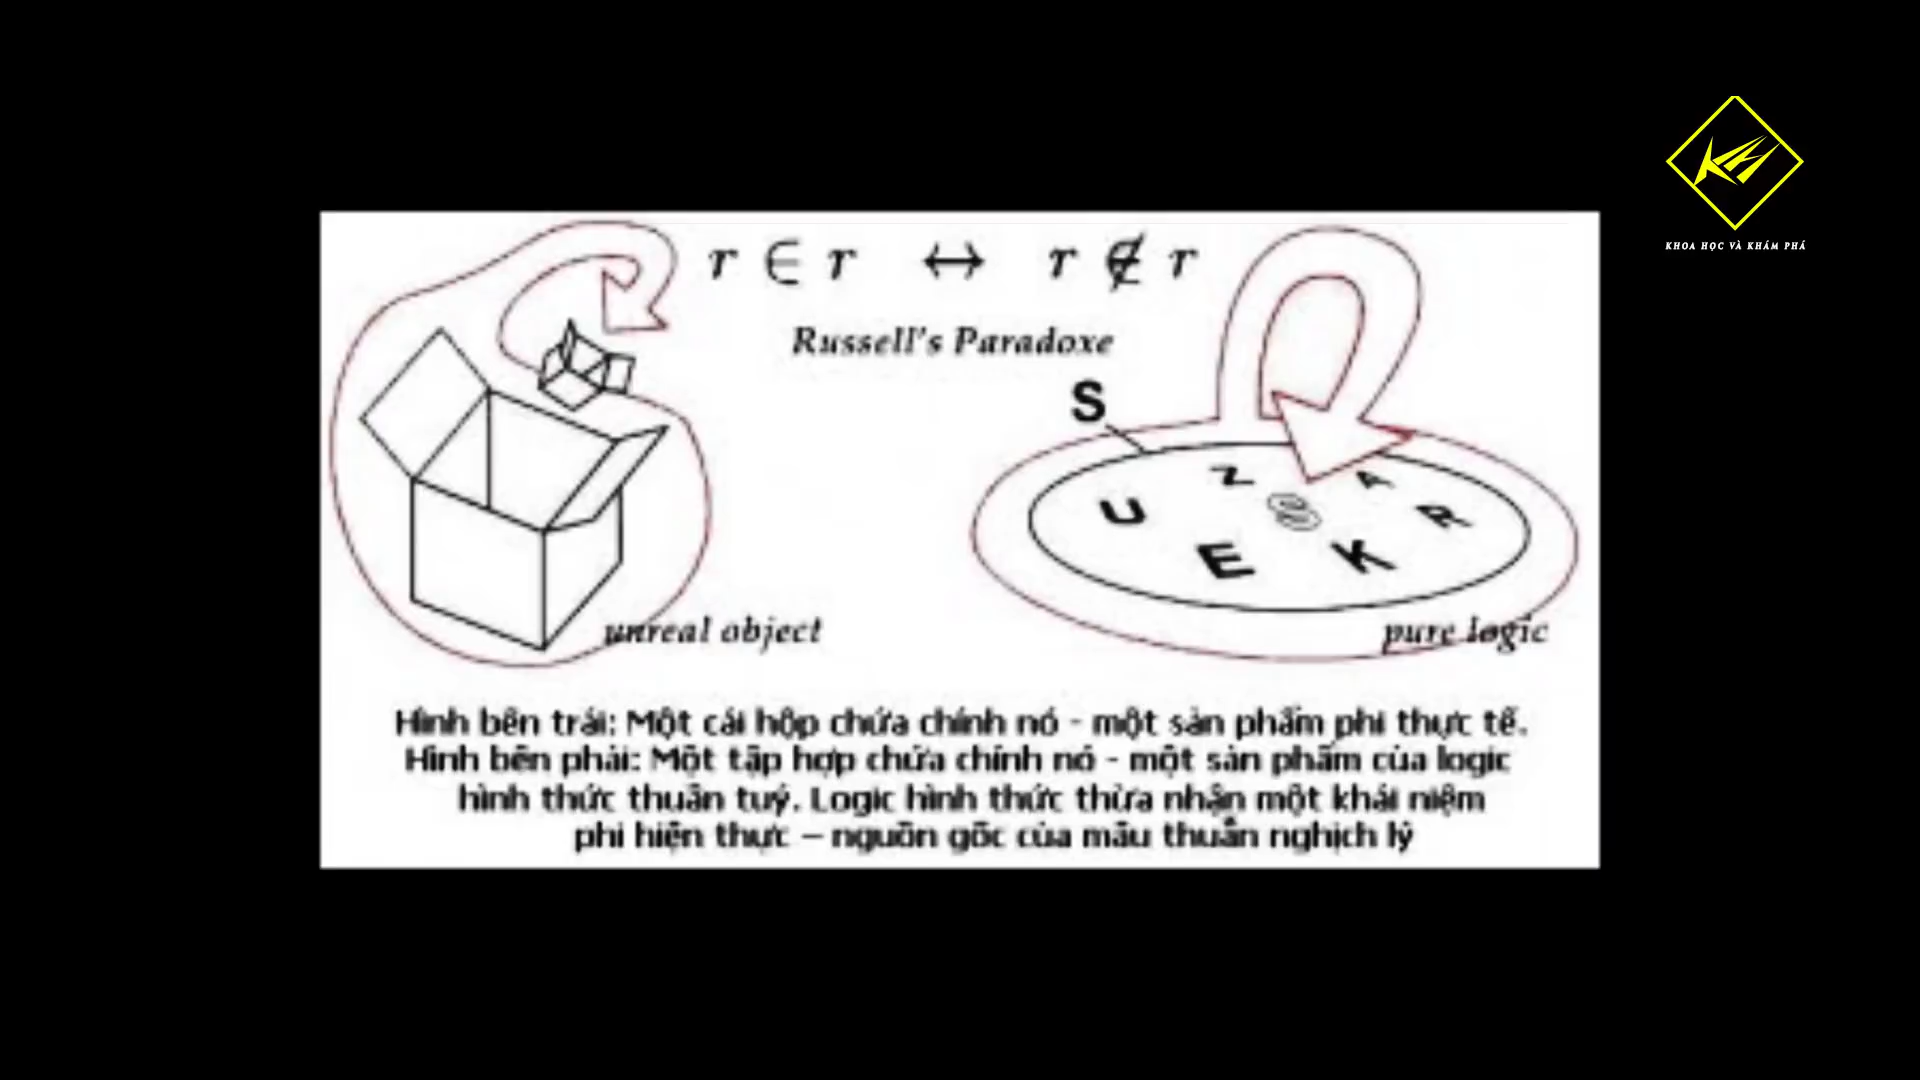 KHOA HỌC VÀ KHÁM PHÁ
r ∈ r ↔ r ∉ r
Russell's Paradoxe
S
Z
A
U
R
E
K
unreal object
pure logic
Hình bên trái: Một cái hộp chứa chính nó - một sản phẩm phi thực tế.
Hình bên phải: Một tập hợp chứa chính nó - một sản phẩm của logic
hình thức thuần tuý. Logic hình thức thừa nhận một khái niệm
phi hiện thực – nguồn gốc của mâu thuẫn nghịch lý